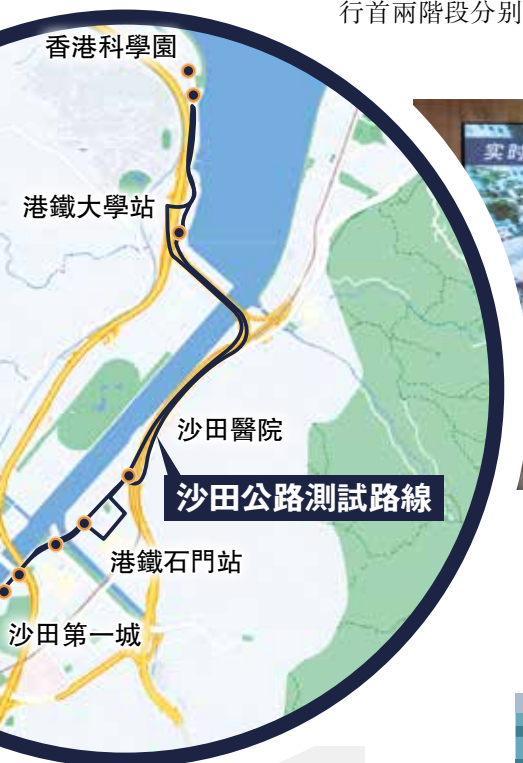 行首兩階段分別
香港科學園
实时
港鐵大學站
沙田醫院
沙田公路測試路線
港鐵石門站
沙田第一城